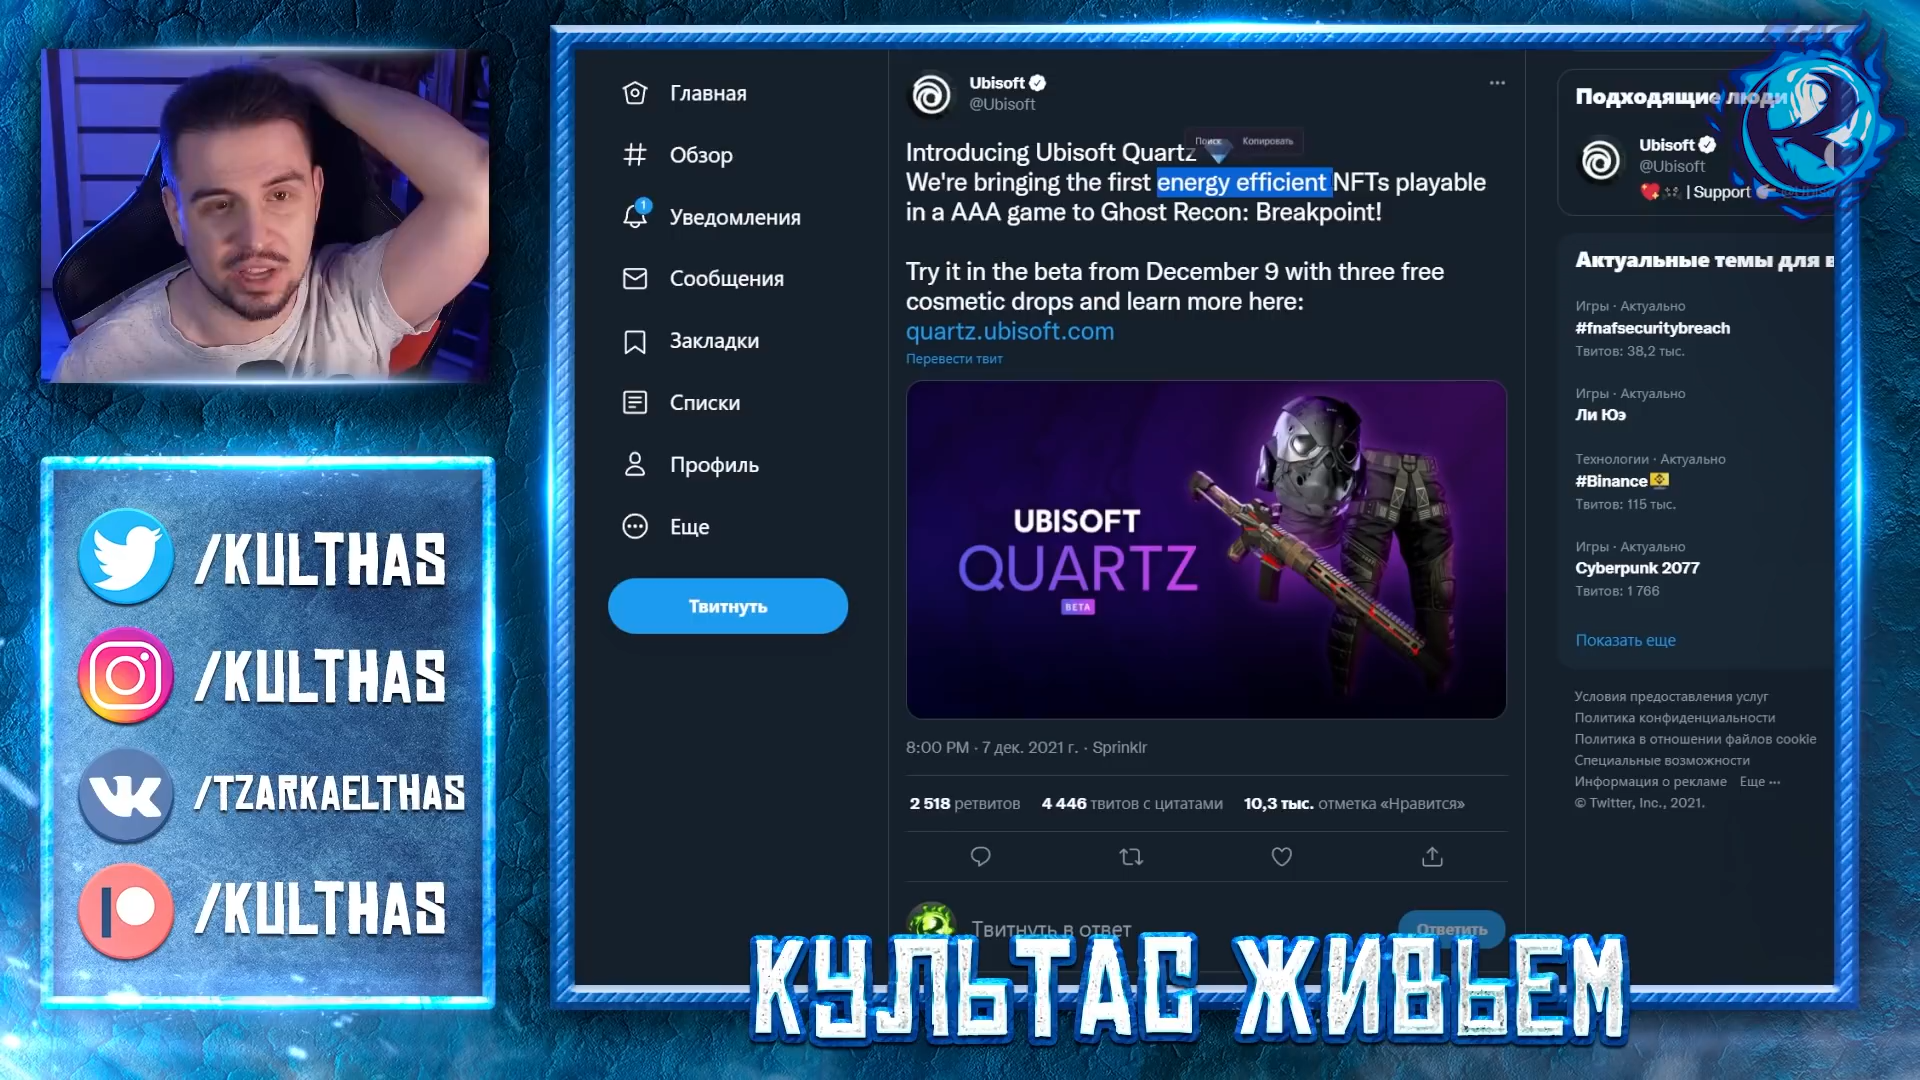 /KULTHAS
/KULTHAS
/TZARKAELTHAS
/KULTHAS
Главная
Обзор
1
Уведомления
Сообщения
Закладки
Списки
Профиль
Еще
Твитнуть
Ubisoft
@Ubisoft
Поиск Копировать
Introducing Ubisoft Quartz
We're bringing the first energy efficient NFTs playable
in a AAA game to Ghost Recon: Breakpoint!
Try it in the beta from December 9 with three free
cosmetic drops and learn more here:
quartz.ubisoft.com
Перевести твит
UBISOFT
QUARTZ
BETA
8:00 PM · 7 дек. 2021 г. · Sprinklr
2 518 ретвитов 4 446 твитов с цитатами 10,3 тыс. отметка «Нравится»
Твитнуть в ответ
Ответить
Подходящие люди
Ubisoft
@Ubisoft
| Support
Актуальные темы для в
Игры · Актуально
#fnafsecuritybreach
Твитов: 38,2 тыс.
Игры · Актуально
Ли Юэ
Технологии · Актуально
#Binance
Твитов: 115 тыс.
Игры · Актуально
Cyberpunk 2077
Твитов: 1 766
Показать еще
Условия предоставления услуг
Политика конфиденциальности
Политика в отношении файлов cookie
Специальные возможности
Информация о рекламе Еще ···
© Twitter, Inc., 2021.
КУЛЬТАС ЖИВЬЕМ